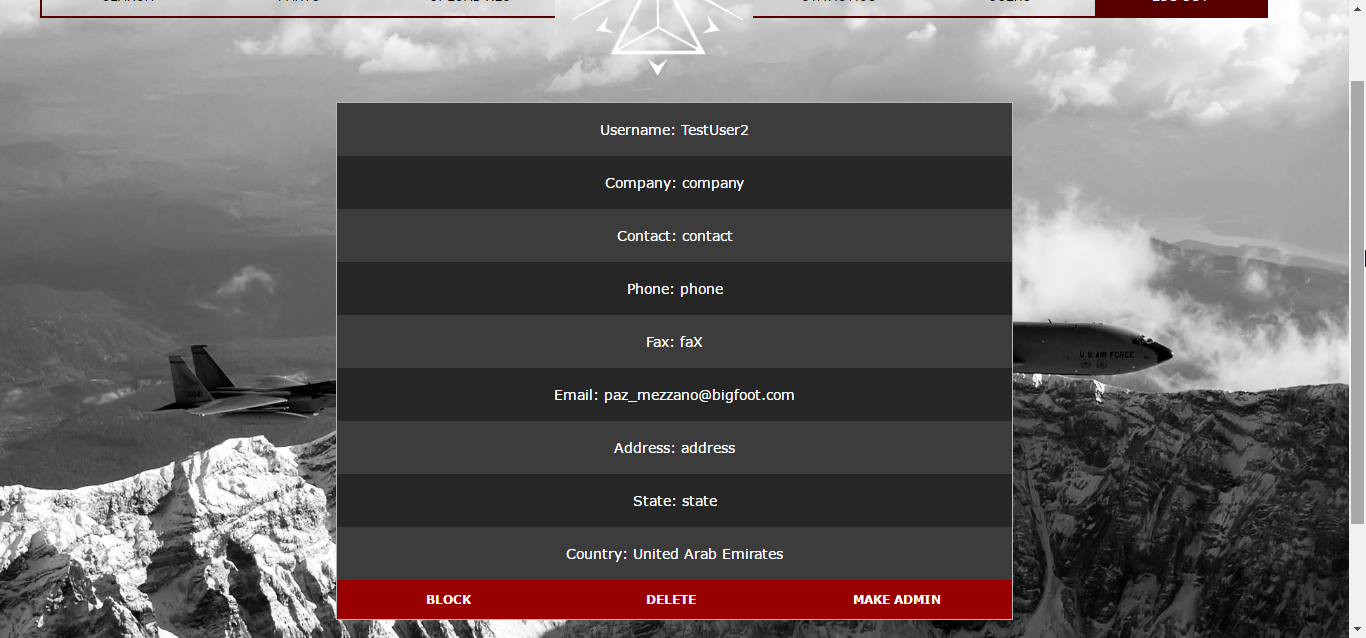 Username: TestUser2
Company: company
Contact: contact
Phone: phone
Fax: faX
U.S. AIR FORCE
Email: paz_mezzano@bigfoot.com
Address: address
State: state
Country: United Arab Emirates
BLOCK DELETE MAKE ADMIN